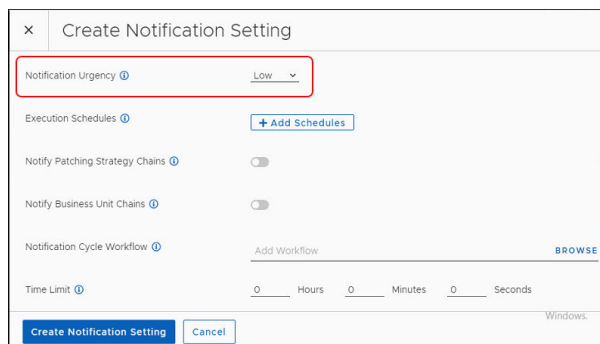 × Create Notification Setting
Notification Urgency Low
Execution Schedules + Add Schedules
Notify Patching Strategy Chains
Notify Business Unit Chains
Notification Cycle Workflow Add Workflow BROWSE
Time Limit 0 Hours 0 Minutes 0 Seconds
Windows.
Create Notification Setting Cancel